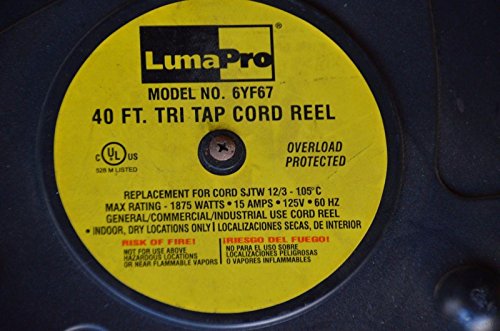 LumaPro
MODEL NO. 6YF67
40 FT. TRI TAP CORD REEL
OVERLOAD
PROTECTED
C UL US
928 M LISTED
REPLACEMENT FOR CORD SJTW 12/3 - 105°C
MAX RATING - 1875 WATTS • 15 AMPS • 125V • 60 HZ
GENERAL/COMMERCIAL/INDUSTRIAL USE CORD REEL
• INDOOR, DRY LOCATIONS ONLY | LOCALIZACIONES SECAS, DE INTERIOR
RISK OF FIRE!
NOT FOR USE ABOVE
HAZARDOUS LOCATIONS
OR NEAR FLAMMABLE VAPORS
¡RIESGO DEL FUEGO!
NO PARA EL USO SOBRE
LOCALIZACIONES PELIGROSAS
O VAPORES INFLAMMABLES